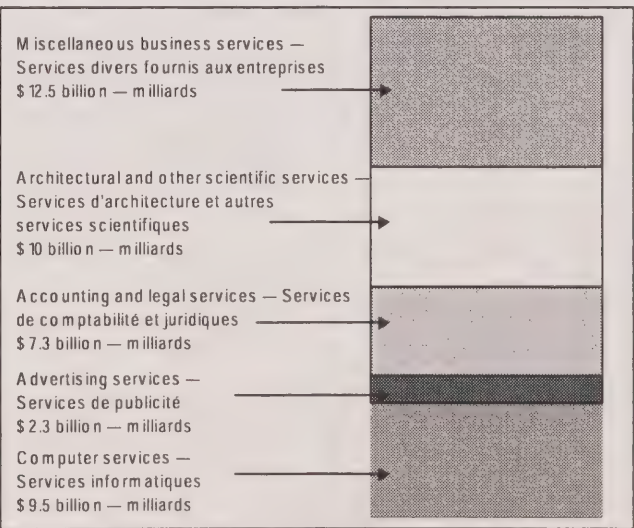 Miscellaneous business services —
Services divers fournis aux entreprises
$ 12.5 billion — milliards
Architectural and other scientific services —
Services d'architecture et autres
services scientifiques
$ 10 billion — milliards
Accounting and legal services — Services
de comptabilité et juridiques
$ 7.3 billion — milliards
Advertising services —
Services de publicité
$ 2.3 billion — milliards
Computer services —
Services informatiques
$ 9.5 billion — milliards